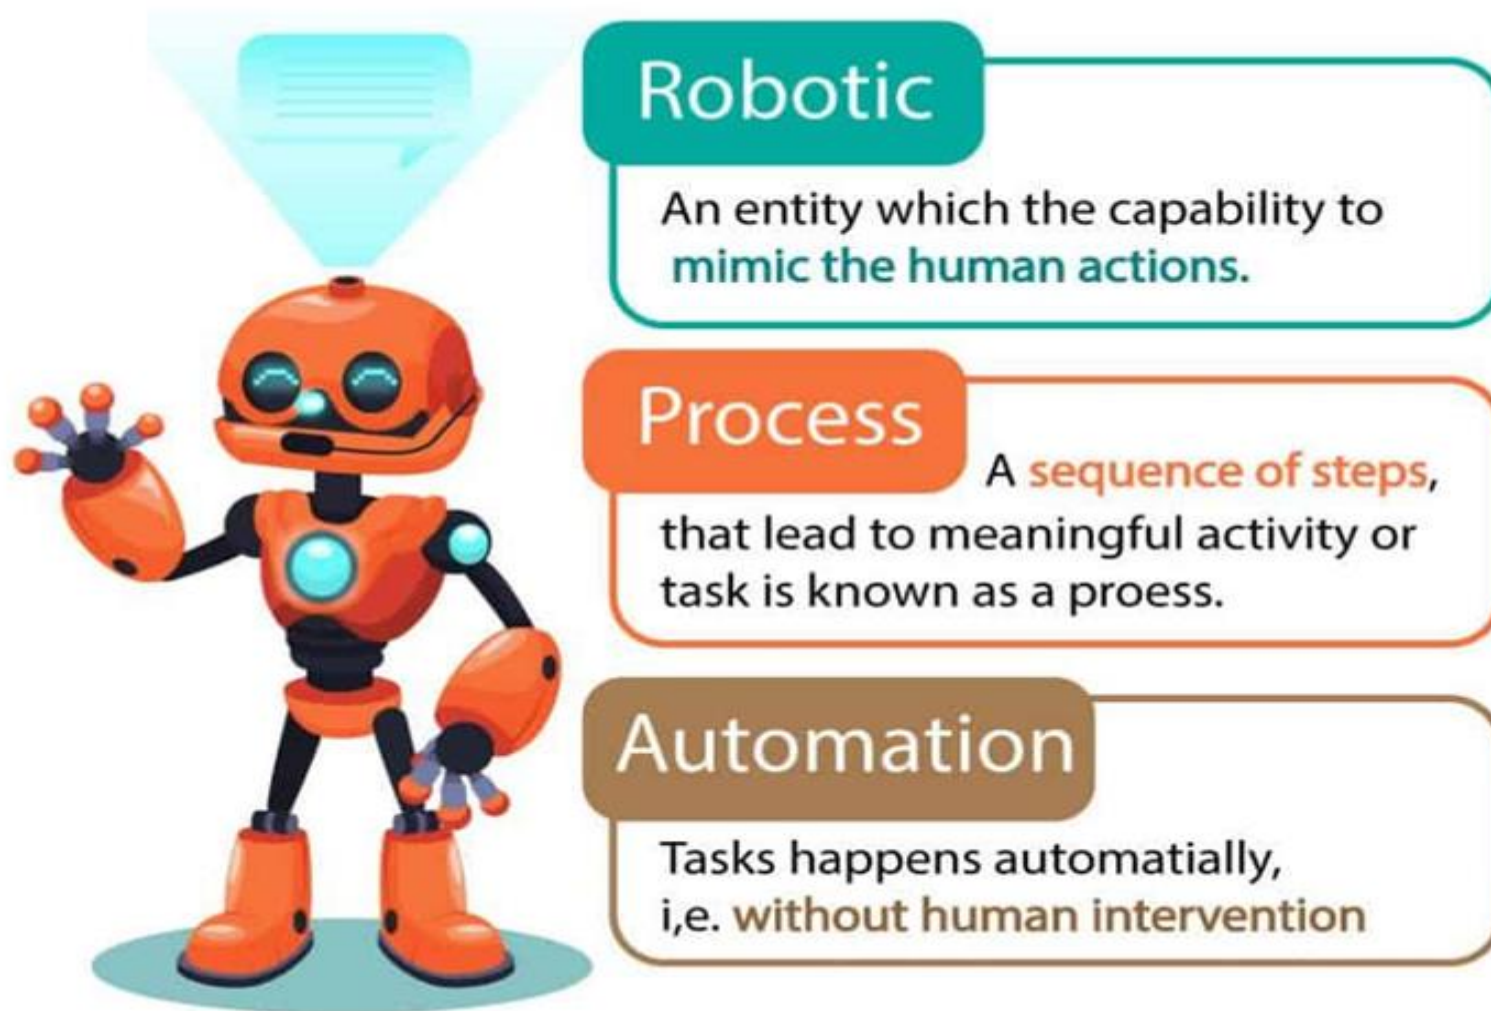 Robotic
An entity which the capability to
mimic the human actions.
Process
A sequence of steps,
that lead to meaningful activity or
task is known as a proess.
Automation
Tasks happens automatially,
i,e. without human intervention